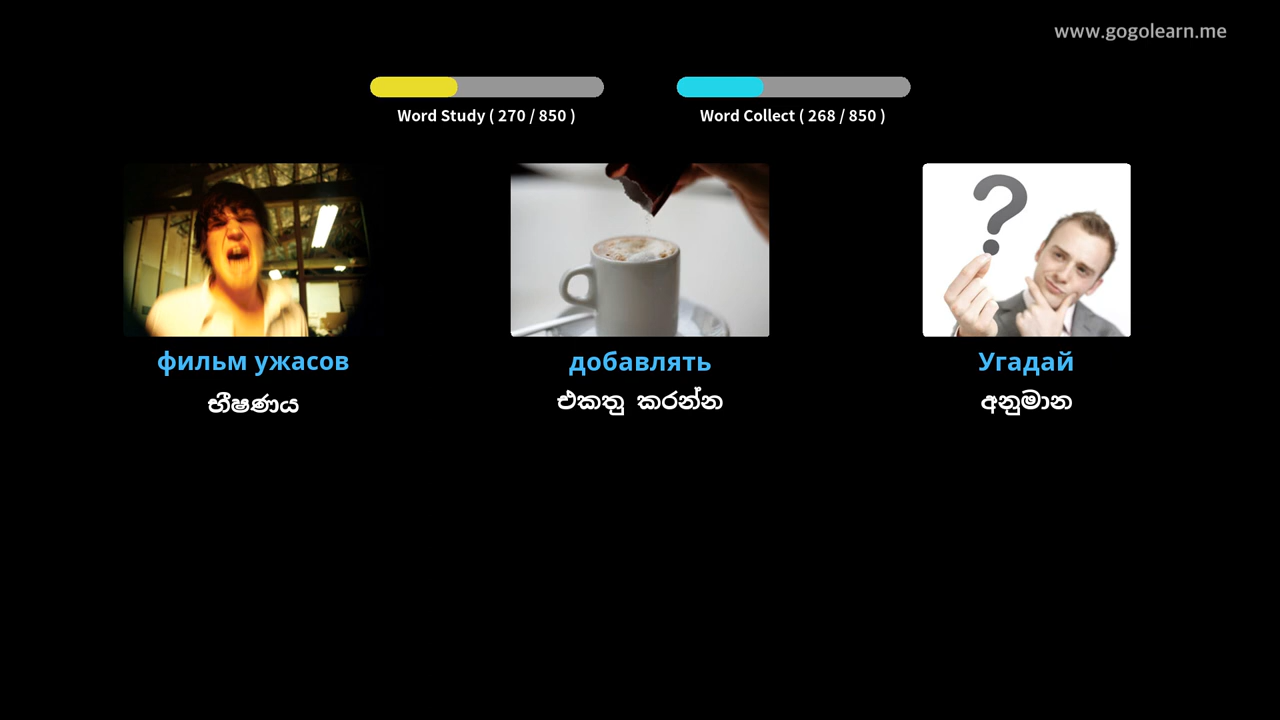 www.gogolearn.me
Word Study ( 270 / 850 )
Word Collect ( 268 / 850 )
фильм ужасов
භීෂණය
добавлять
එකතු කරන්න
Угадай
අනුමාන